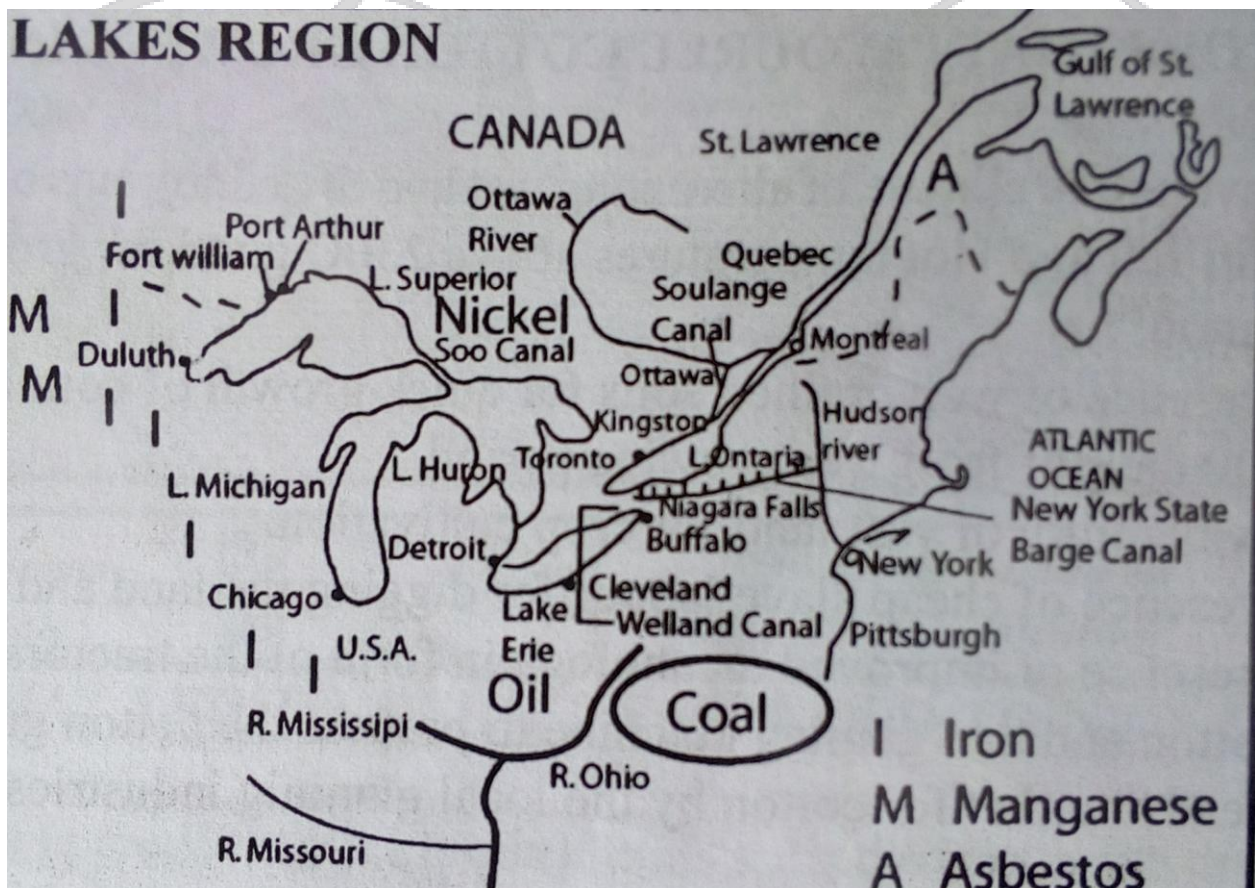 LAKES REGION
Gulf of St.
Lawrence
CANADA
St. Lawrence
A
Ottawa
River
Port Arthur
Fort william
Quebec
L. Superior
Soulange
Nickel
Canal
M
I
I
Soo Canal
Montreal
Duluth
M
Ottawa
I
I
Kingston
Hudson
river
L. Huron
Toronto
L. Ontaria
ATLANTIC
OCEAN
L. Michigan
Niagara Falls
New York State
Barge Canal
I
Detroit
Buffalo
New York
Chicago
Cleveland
Lake
Erie
Welland Canal
Pittsburgh
I
I
U.S.A.
Oil
Coal
R. Mississipi
I Iron
R. Ohio
M Manganese
R. Missouri
A Asbestos